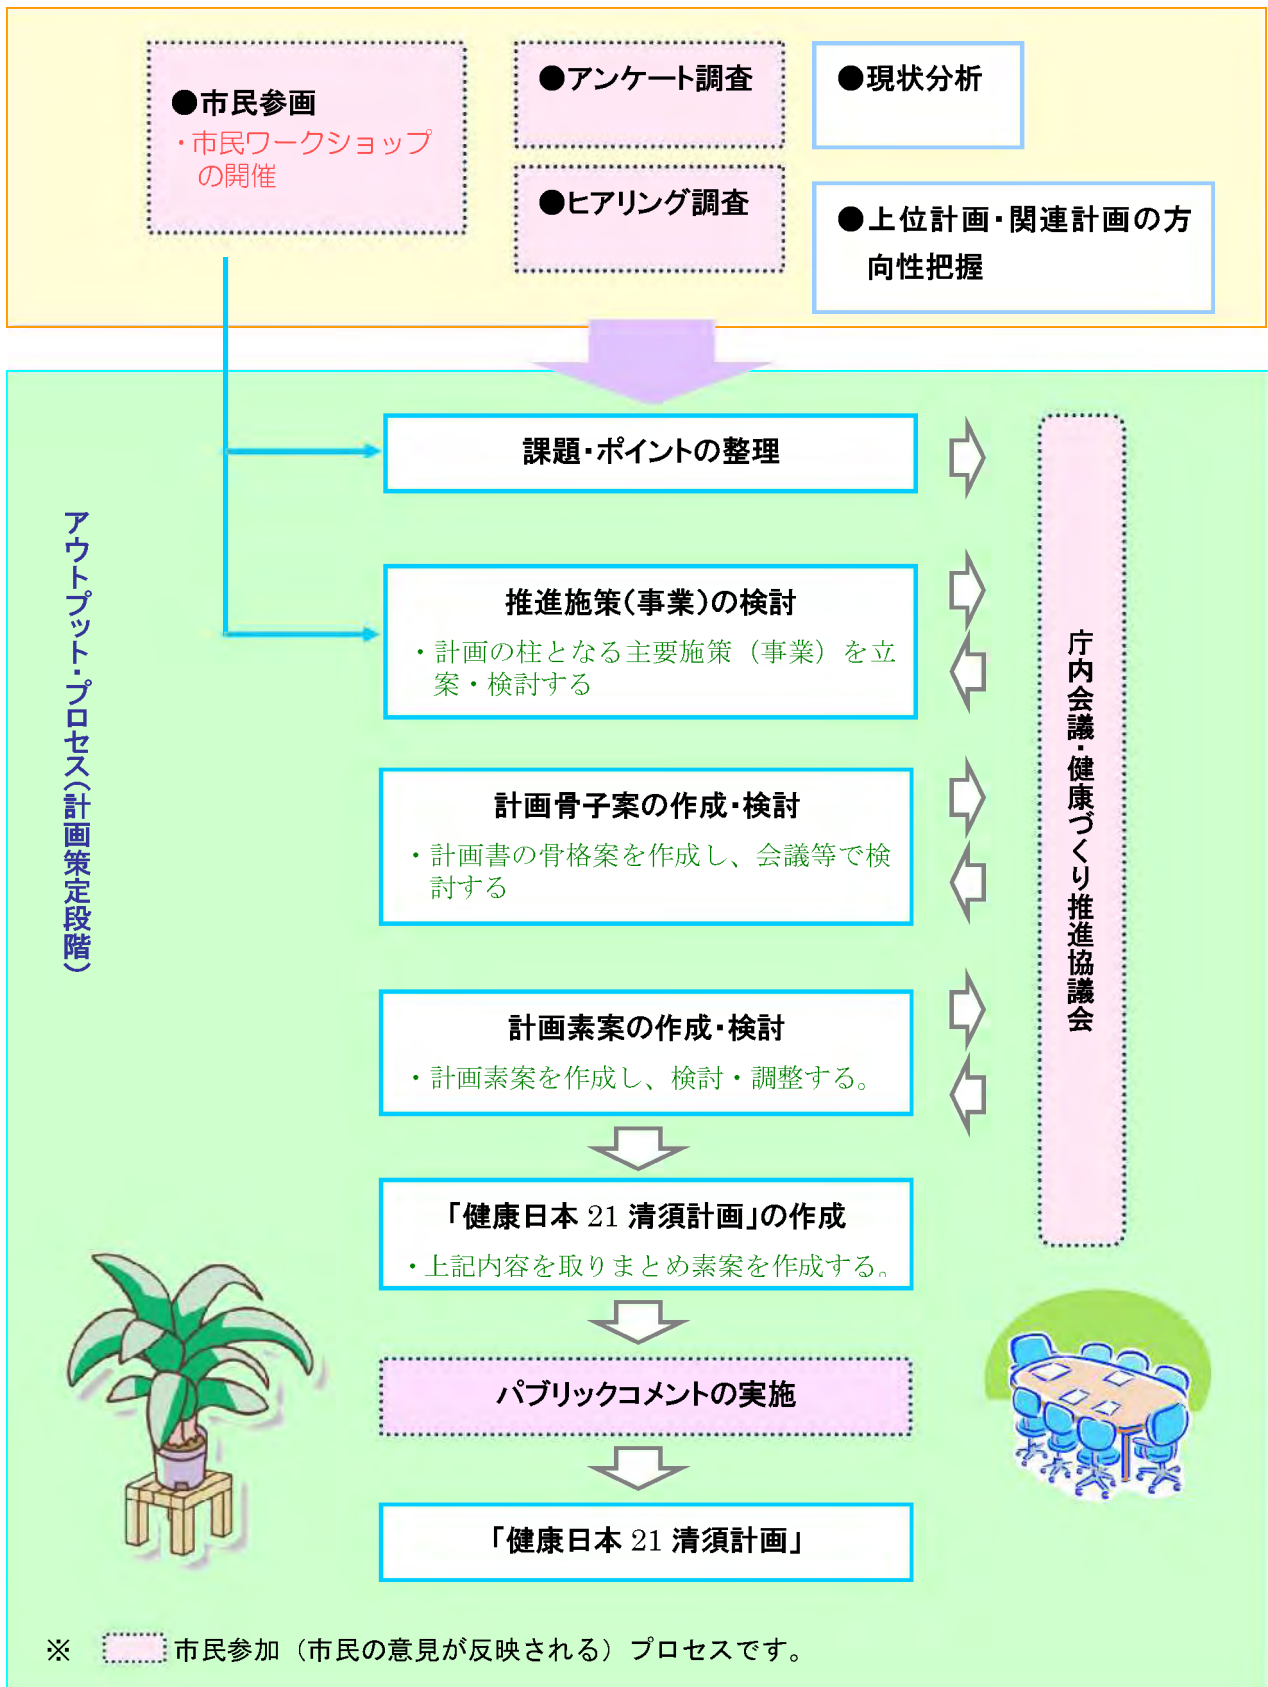 ●市民参画
・市民ワークショップ
の開催
●アンケート調査
●ヒアリング調査
●現状分析
●上位計画・関連計画の方
向性把握
アウトプット・プロセス(計画策定段階)
課題・ポイントの整理
推進施策(事業)の検討
・計画の柱となる主要施策（事業）を立
案・検討する
計画骨子案の作成・検討
・計画書の骨格案を作成し、会議等で検
討する
計画素案の作成・検討
・計画素案を作成し、検討・調整する。
「健康日本 21 清須計画」の作成
・上記内容を取りまとめ素案を作成する。
パブリックコメントの実施
「健康日本 21 清須計画」
庁内会議・健康づくり推進協議会
※ 市民参加（市民の意見が反映される）プロセスです。